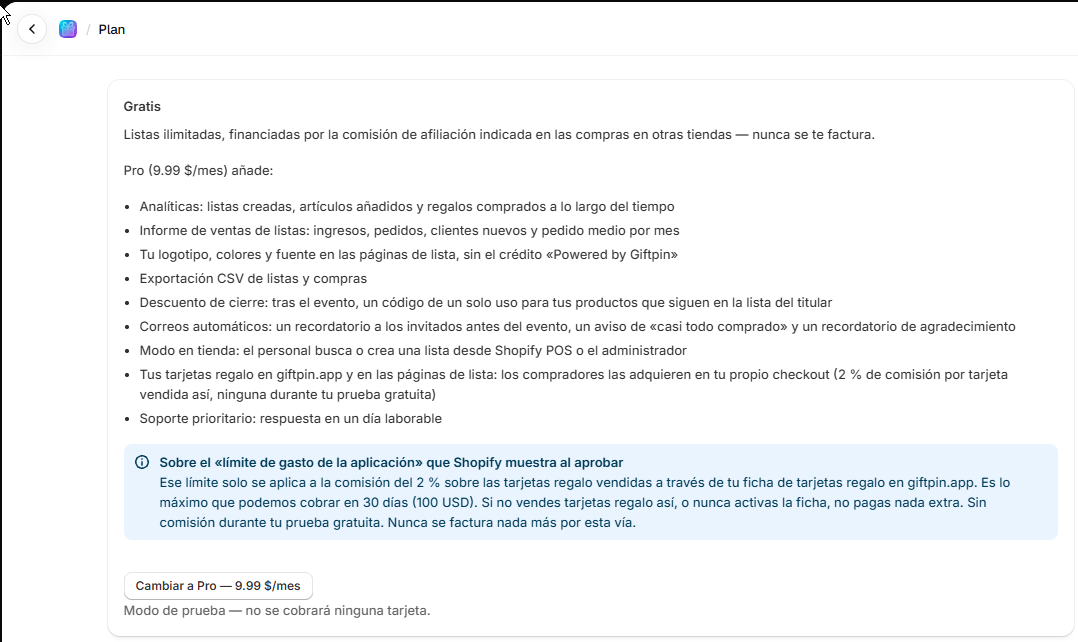 / Plan
Gratis
Listas ilimitadas, financiadas por la comisión de afiliación indicada en las compras en otras tiendas — nunca se te factura.
Pro (9.99 $/mes) añade:
• Analíticas: listas creadas, artículos añadidos y regalos comprados a lo largo del tiempo
• Informe de ventas de listas: ingresos, pedidos, clientes nuevos y pedido medio por mes
• Tu logotipo, colores y fuente en las páginas de lista, sin el crédito «Powered by Giftpin»
• Exportación CSV de listas y compras
• Descuento de cierre: tras el evento, un código de un solo uso para tus productos que siguen en la lista del titular
• Correos automáticos: un recordatorio a los invitados antes del evento, un aviso de «casi todo comprado» y un recordatorio de agradecimiento
• Modo en tienda: el personal busca o crea una lista desde Shopify POS o el administrador
• Tus tarjetas regalo en giftpin.app y en las páginas de lista: los compradores las adquieren en tu propio checkout (2 % de comisión por tarjeta
vendida así, ninguna durante tu prueba gratuita)
• Soporte prioritario: respuesta en un día laborable
Sobre el «límite de gasto de la aplicación» que Shopify muestra al aprobar
Ese límite solo se aplica a la comisión del 2 % sobre las tarjetas regalo vendidas a través de tu ficha de tarjetas regalo en giftpin.app. Es lo
máximo que podemos cobrar en 30 días (100 USD). Si no vendes tarjetas regalo así, o nunca activas la ficha, no pagas nada extra. Sin
comisión durante tu prueba gratuita. Nunca se factura nada más por esta vía.
Cambiar a Pro — 9.99 $/mes
Modo de prueba — no se cobrará ninguna tarjeta.